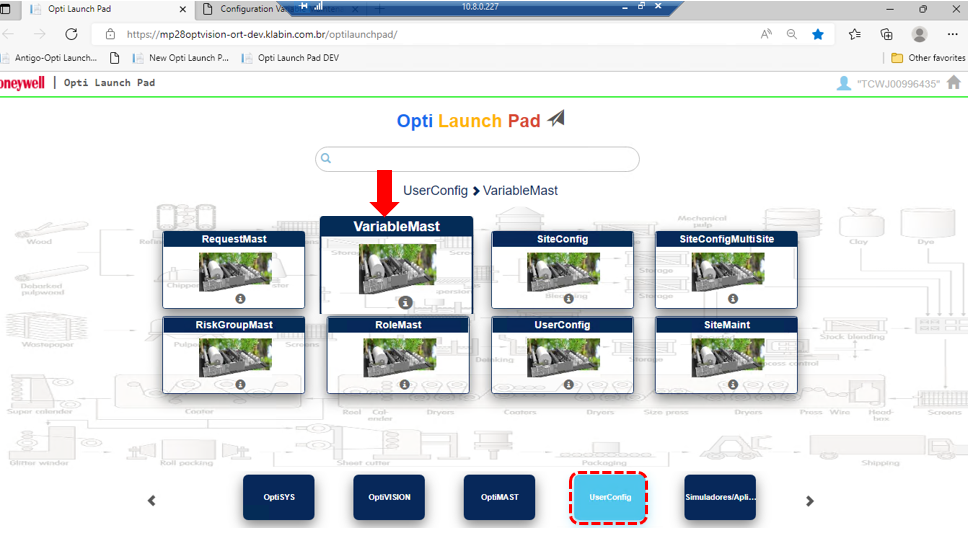 Opti Launch Pad
Configuration Va
10.8.0.227
https://mp28optvision-ort-dev.klabin.com.br/optilaunchpad/
Antigo-Opti Launch...
New Opti Launch P...
Opti Launch Pad DEV
Other favorites
oneywell | Opti Launch Pad
"TCWJ00996435"
Opti Launch Pad
UserConfig > VariableMast
RequestMast
VariableMast
SiteConfig
SiteConfigMultiSite
RiskGroupMast
RoleMast
UserConfig
SiteMaint
Wood
Debarked
pulpwood
Wastepaper
Super calender
Glitter winder
Mechanical
pulp
Clay
Dye
Storage
Screens
Bleeding
Storage
Storage
Pulper
Screens
Deinking
Stock blending
Screens
Coater
Reel
Cal-
ender
Dryers
Coaters
Dryers
Size press
Dryers
Press
Wire
Head-
box
Screens
Roll packing
Sheet cutter
Packaging
Shipping
OptiSYS
OptiVISION
OptiMAST
UserConfig
Simuladores/Apli...